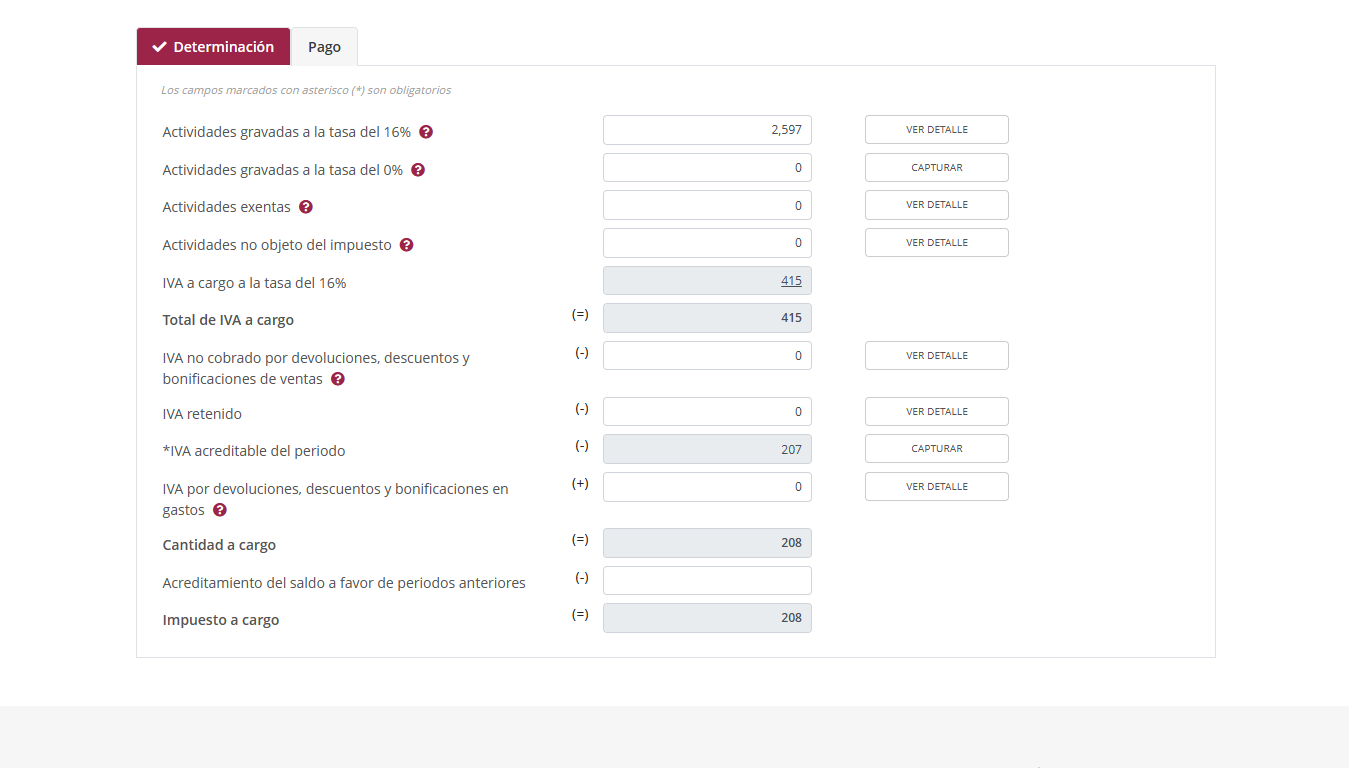 Determinación Pago
Los campos marcados con asterisco (*) son obligatorios
Actividades gravadas a la tasa del 16% 2,597 VER DETALLE
Actividades gravadas a la tasa del 0% 0 CAPTURAR
Actividades exentas 0 VER DETALLE
Actividades no objeto del impuesto 0 VER DETALLE
IVA a cargo a la tasa del 16% 415
Total de IVA a cargo (=) 415
IVA no cobrado por devoluciones, descuentos y (-) 0 VER DETALLE
bonificaciones de ventas
IVA retenido (-) 0 VER DETALLE
*IVA acreditable del periodo (-) 207 CAPTURAR
IVA por devoluciones, descuentos y bonificaciones en (+) 0 VER DETALLE
gastos
Cantidad a cargo (=) 208
Acreditamiento del saldo a favor de periodos anteriores (-)
Impuesto a cargo (=) 208